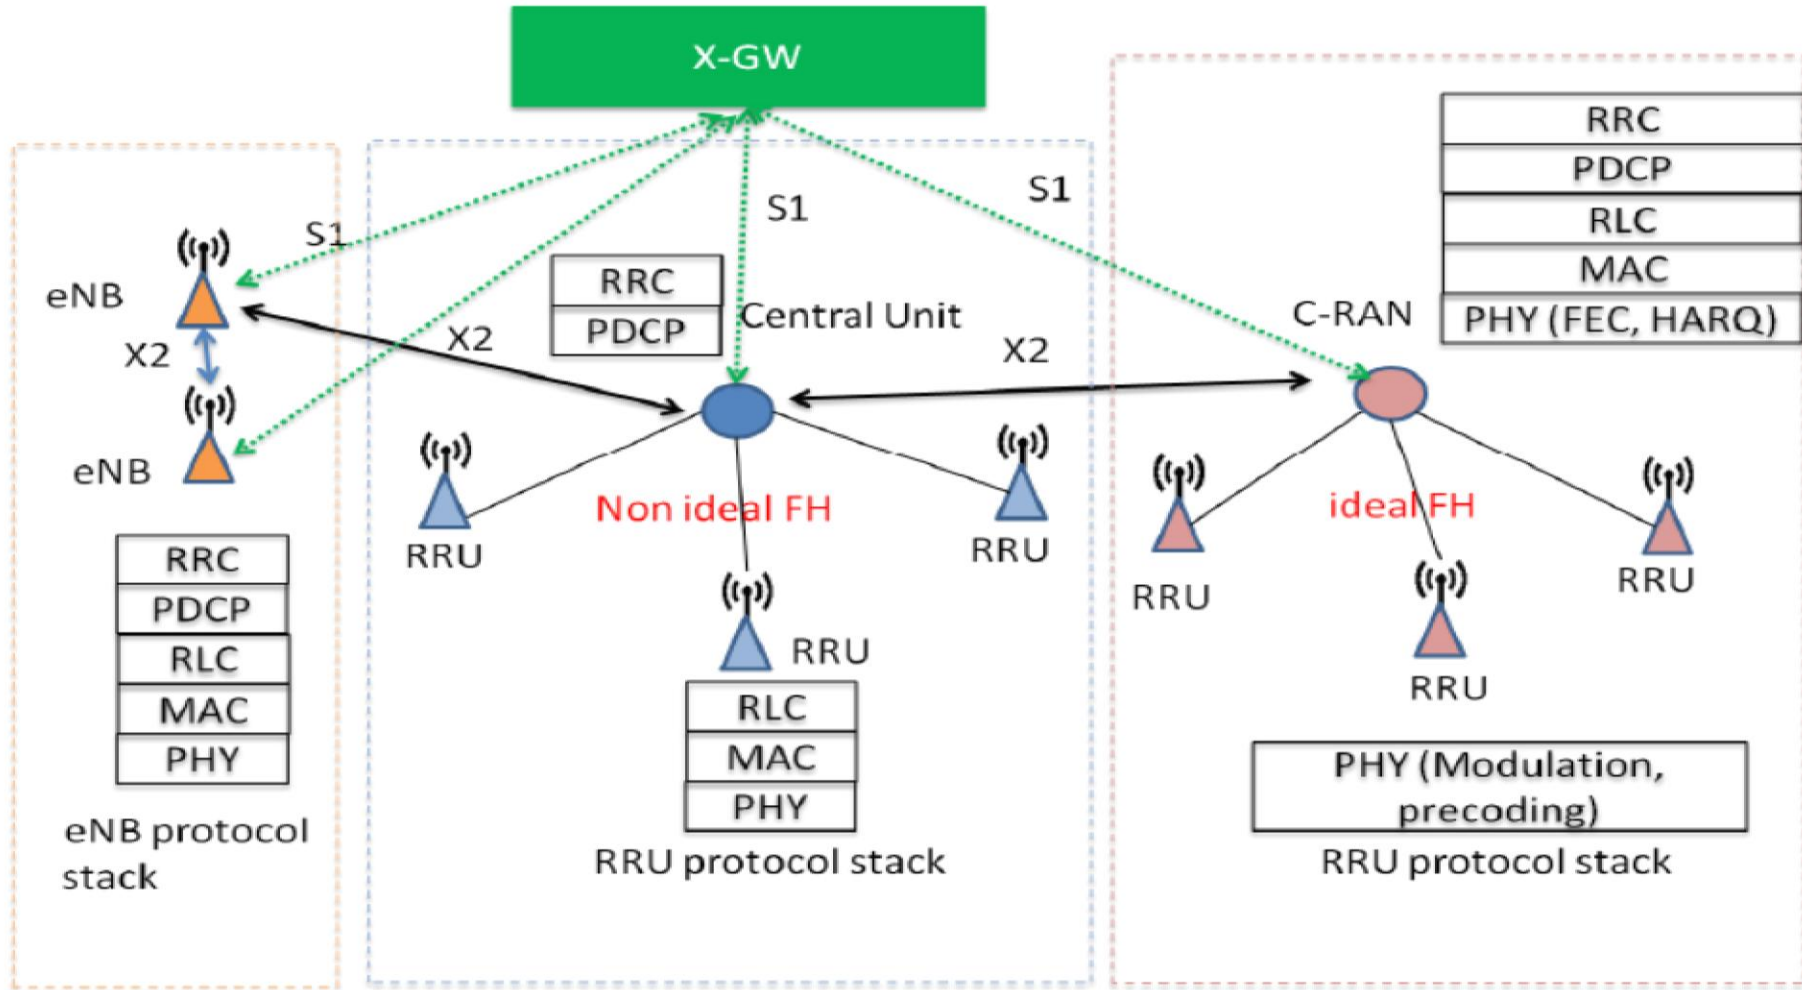 X-GW
S1
eNB
X2
eNB
RRC
PDCP
RLC
MAC
PHY
eNB protocol
stack
X2
S1
RRC
PDCP
Central Unit
RRU
Non ideal FH
RRU
RRU
RLC
MAC
PHY
RRU protocol stack
X2
S1
C-RAN
RRC
PDCP
RLC
MAC
PHY (FEC, HARQ)
ideal FH
RRU
RRU
RRU
PHY (Modulation,
precoding)
RRU protocol stack